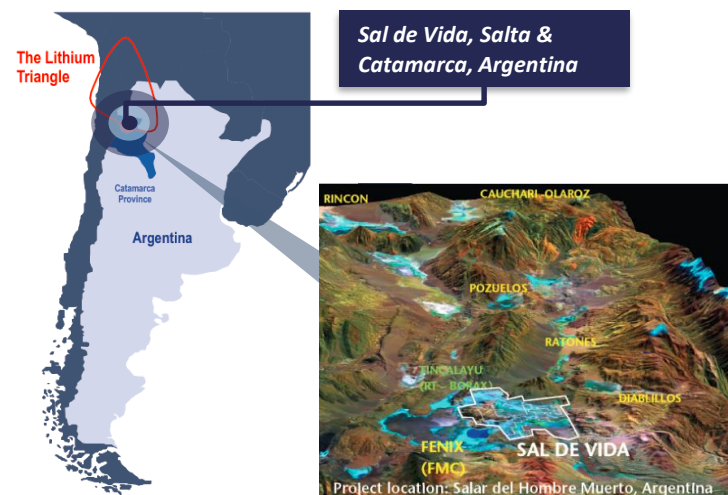 The Lithium
Triangle
Sal de Vida, Salta &
Catamarca, Argentina
Catamarca
Province
Argentina
RINCON
CAUCHARI-OLAROZ
POZUELOS
RATONES
TINCALAYU
(RT - BORAX)
DIABLILLOS
FENIX
(FMC)
SAL DE VIDA
Project location: Salar del Hombre Muerto, Argentina